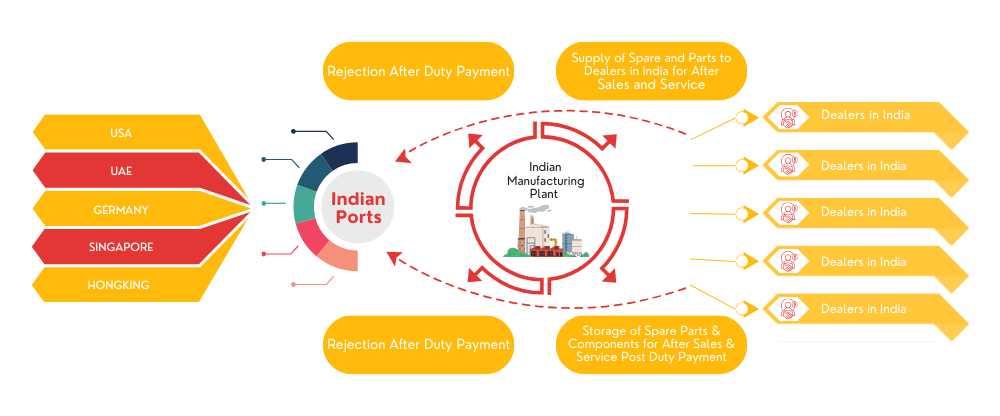 Rejection After Duty Payment
Supply of Spare and Parts to
Dealers in India for After
Sales and Service
USA
UAE
GERMANY
SINGAPORE
HONGKING
Indian
Ports
Indian
Manufacturing
Plant
Dealers in India
Dealers in India
Dealers in India
Dealers in India
Dealers in India
Rejection After Duty Payment
Storage of Spare Parts &
Components for After Sales &
Service Post Duty Payment